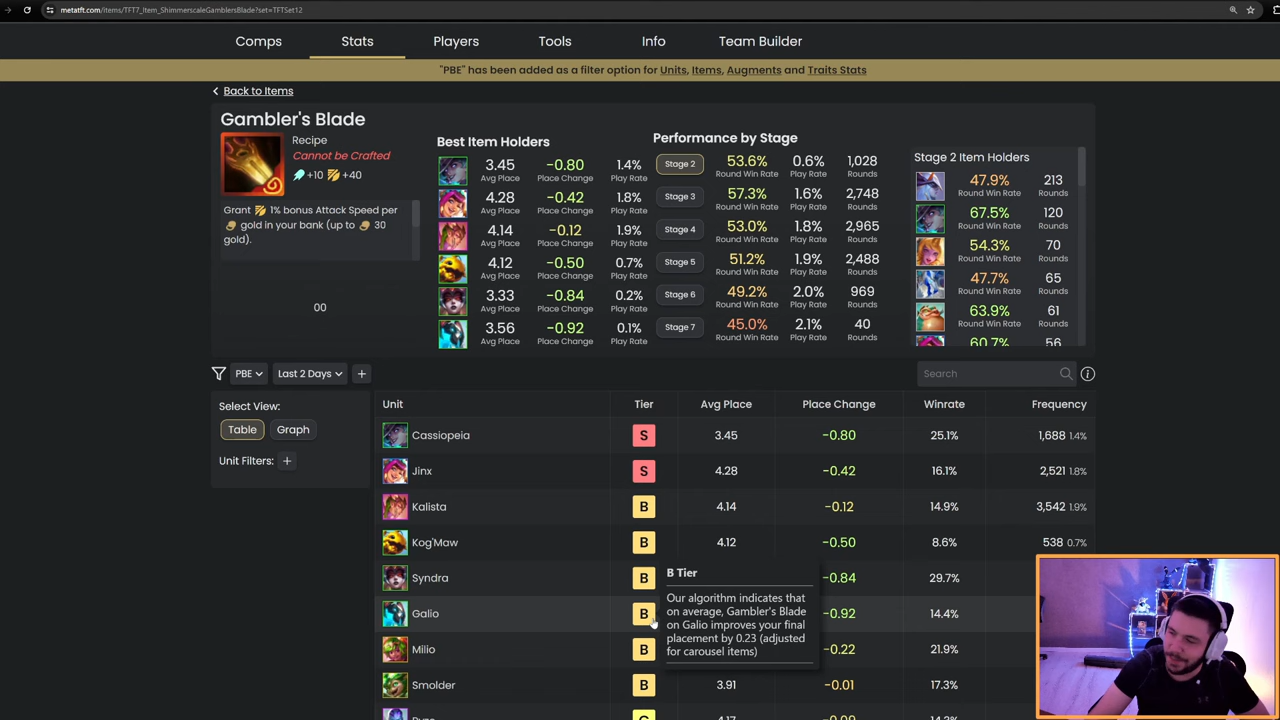 metatft.com/items/TFT7_Item_ShimmerscaleGamblersBlade?set=TFTSet12
Comps Stats Players Tools Info Team Builder
"PBE" has been added as a filter option for Units, Items, Augments and Traits Stats
Back to Items
Gambler's Blade
Recipe
Cannot be Crafted
+10 +40
Grant 1% bonus Attack Speed per
gold in your bank (up to 30
gold).
00
Best Item Holders
3.45 -0.80 1.4%
Avg Place Place Change Play Rate
4.28 -0.42 1.8%
Avg Place Place Change Play Rate
4.14 -0.12 1.9%
Avg Place Place Change Play Rate
4.12 -0.50 0.7%
Avg Place Place Change Play Rate
3.33 -0.84 0.2%
Avg Place Place Change Play Rate
3.56 -0.92 0.1%
Avg Place Place Change Play Rate
Performance by Stage
Stage 2 53.6% 0.6% 1,028
Round Win Rate Play Rate Rounds
Stage 3 57.3% 1.6% 2,748
Round Win Rate Play Rate Rounds
Stage 4 53.0% 1.8% 2,965
Round Win Rate Play Rate Rounds
Stage 5 51.2% 1.9% 2,488
Round Win Rate Play Rate Rounds
Stage 6 49.2% 2.0% 969
Round Win Rate Play Rate Rounds
Stage 7 45.0% 2.1% 40
Round Win Rate Play Rate Rounds
Stage 2 Item Holders
47.9% 213
Round Win Rate Rounds
67.5% 120
Round Win Rate Rounds
54.3% 70
Round Win Rate Rounds
47.7% 65
Round Win Rate Rounds
63.9% 61
Round Win Rate Rounds
60.7% 56
PBE Last 2 Days +
Search
Select View:
Table Graph
Unit Filters: +
Unit Tier Avg Place Place Change Winrate Frequency
Cassiopeia S 3.45 -0.80 25.1% 1,688 1.4%
Jinx S 4.28 -0.42 16.1% 2,521 1.8%
Kalista B 4.14 -0.12 14.9% 3,542 1.9%
Kog'Maw B 4.12 -0.50 8.6% 538 0.7%
Syndra B -0.84 29.7%
Galio B -0.92 14.4%
Milio B -0.22 21.9%
Smolder B 3.91 -0.01 17.3%
B Tier
Our algorithm indicates that
on average, Gambler's Blade
on Galio improves your final
placement by 0.23 (adjusted
for carousel items)